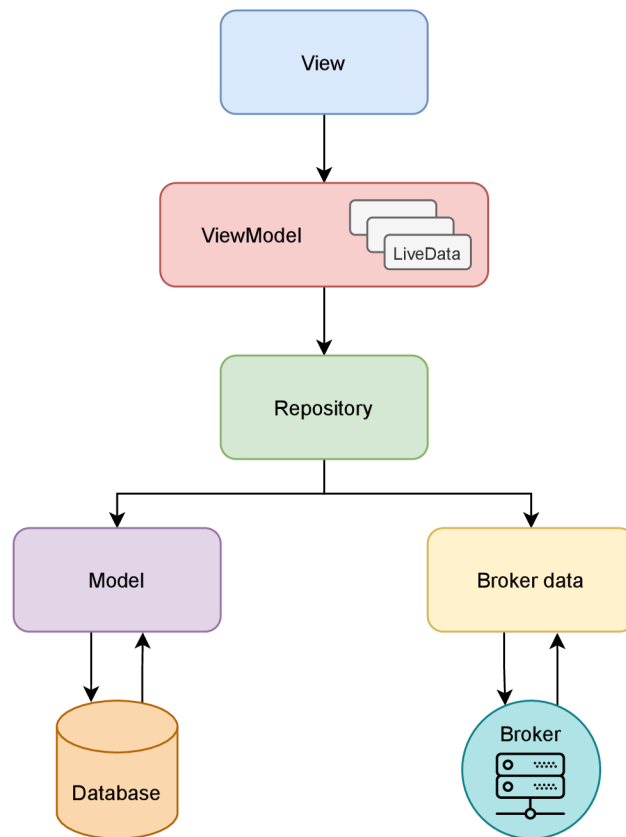 View
ViewModel
LiveData
Repository
Model
Broker data
Database
Broker